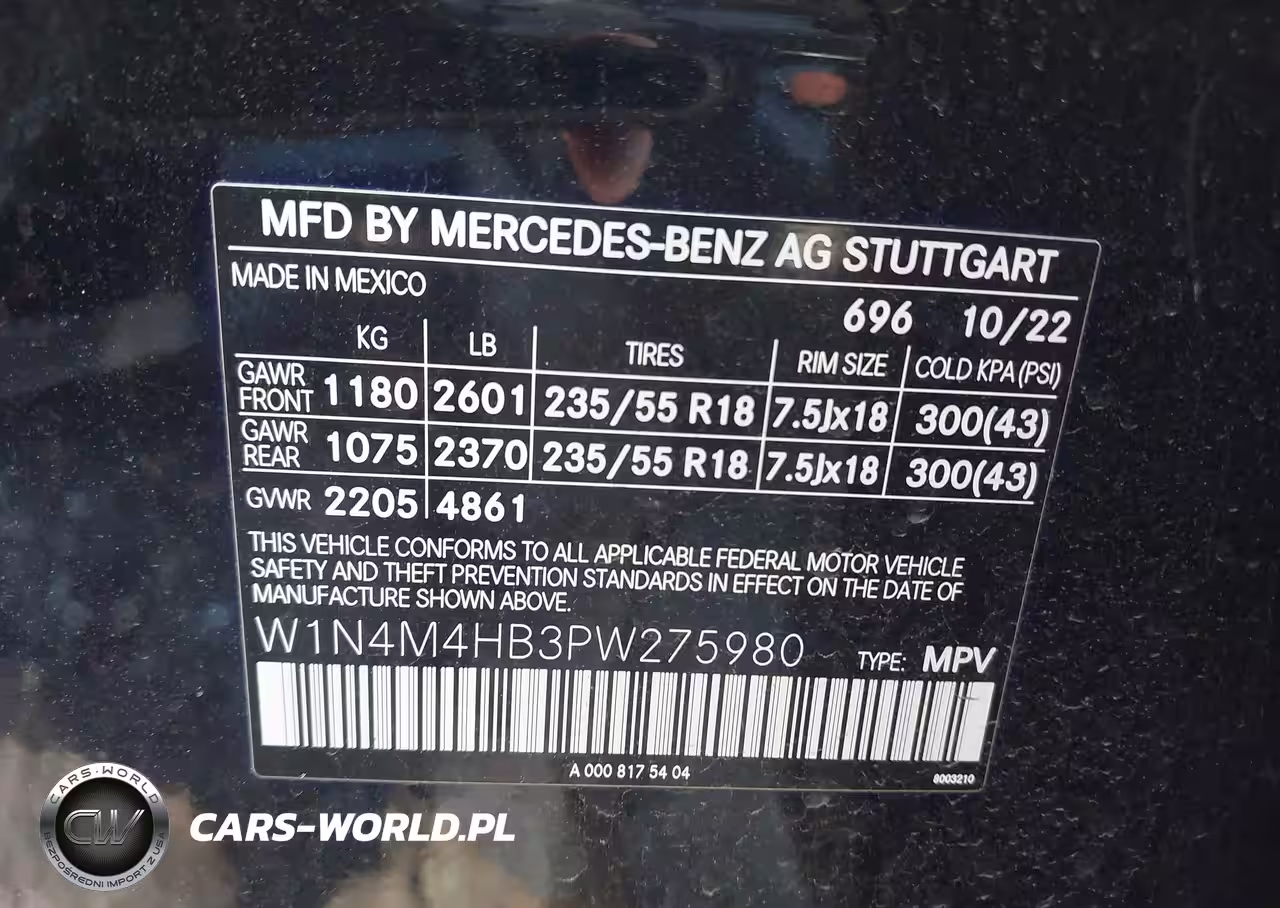 MFD BY MERCEDES-BENZ AG STUTTGART
MADE IN MEXICO
696 10/22
KG LB TIRES RIM SIZE COLD KPA (PSI)
GAWR FRONT 1180 2601 235/55 R18 7.5Jx18 300(43)
GAWR REAR 1075 2370 235/55 R18 7.5Jx18 300(43)
GVWR 2205 4861
THIS VEHICLE CONFORMS TO ALL APPLICABLE FEDERAL MOTOR VEHICLE
SAFETY AND THEFT PREVENTION STANDARDS IN EFFECT ON THE DATE OF
MANUFACTURE SHOWN ABOVE.
W1N4M4HB3PW275980 TYPE: MPV
A 000 817 54 04 8003210
CARS-WORLD
CW
BEZPOŚREDNI IMPORT Z USA
CARS-WORLD.PL